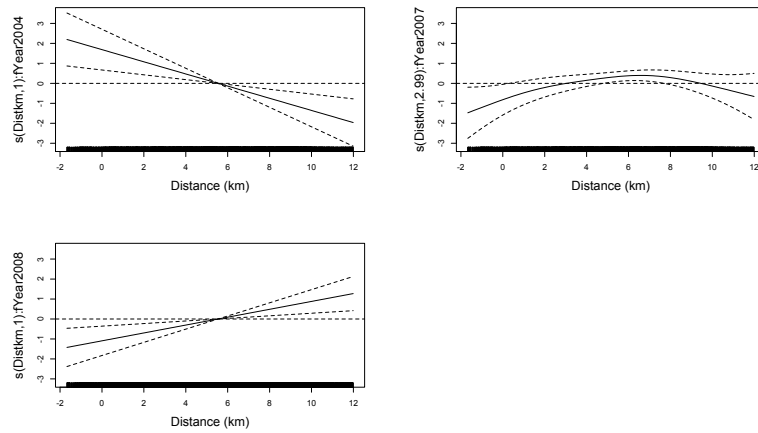 s(Distkm,1):fYear2004
3
2
1
0
-1
-2
-3
-2 0 2 4 6 8 10 12
Distance (km)
s(Distkm,2.99):fYear2007
3
2
1
0
-1
-2
-3
-2 0 2 4 6 8 10 12
Distance (km)
s(Distkm,1):fYear2008
3
2
1
0
-1
-2
-3
-2 0 2 4 6 8 10 12
Distance (km)